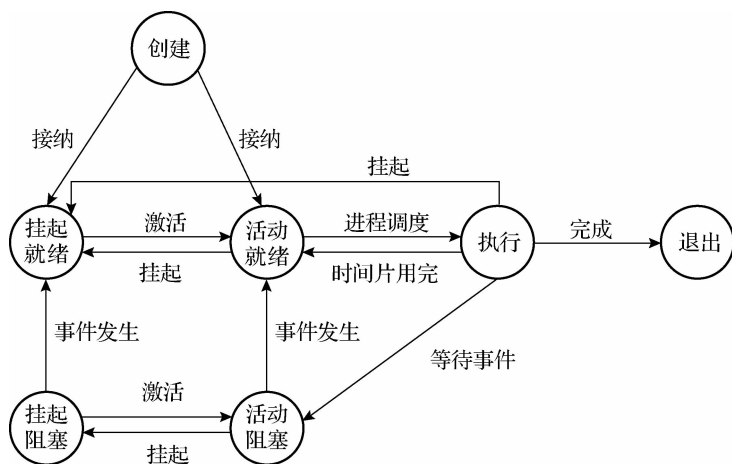 创建
接纳
接纳
挂起
挂起
就绪
激活
挂起
活动
就绪
进程调度
时间片用完
执行
完成
退出
事件发生
事件发生
等待事件
挂起
阻塞
激活
挂起
活动
阻塞